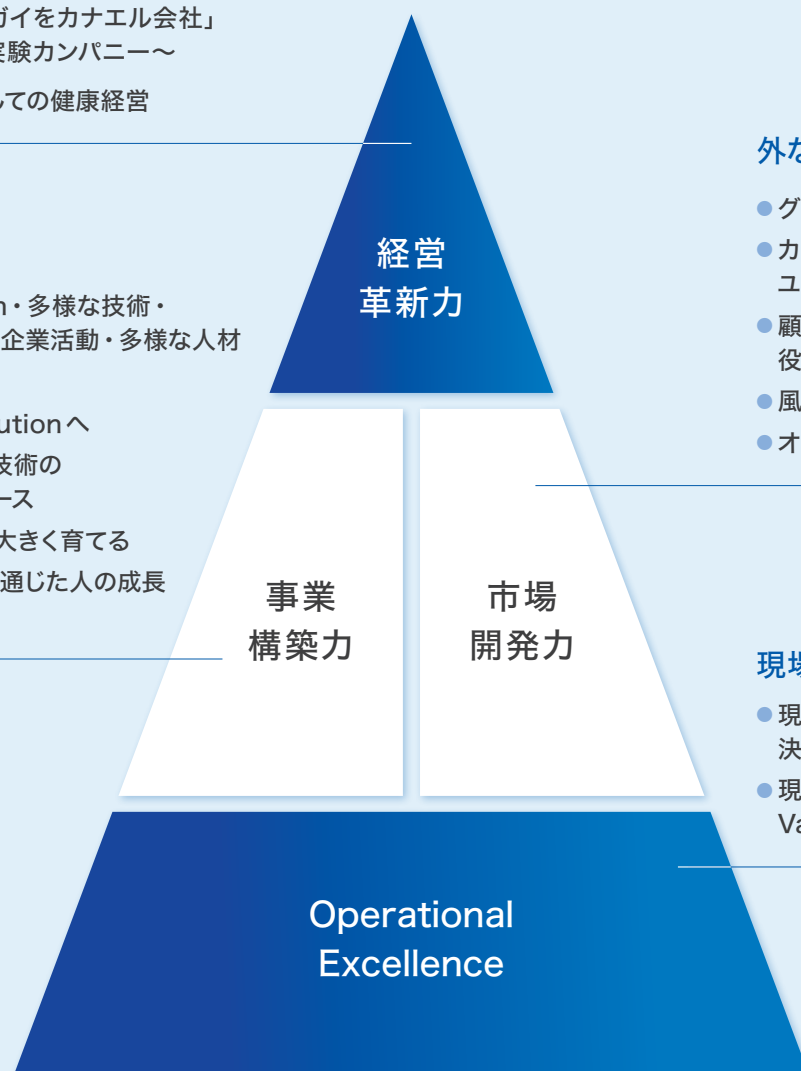 ガイをカナエル会社」
実験カンパニー〜
しての健康経営
n・多様な技術・
企業活動・多様な人材
utionへ
技術の
ース
大きく育てる
通じた人の成長
経営
革新力
事業
構築力
市場
開発力
Operational
Excellence
外な
グ
カ
ユ
顧
役
風
オ
現場
現
決
現
Va